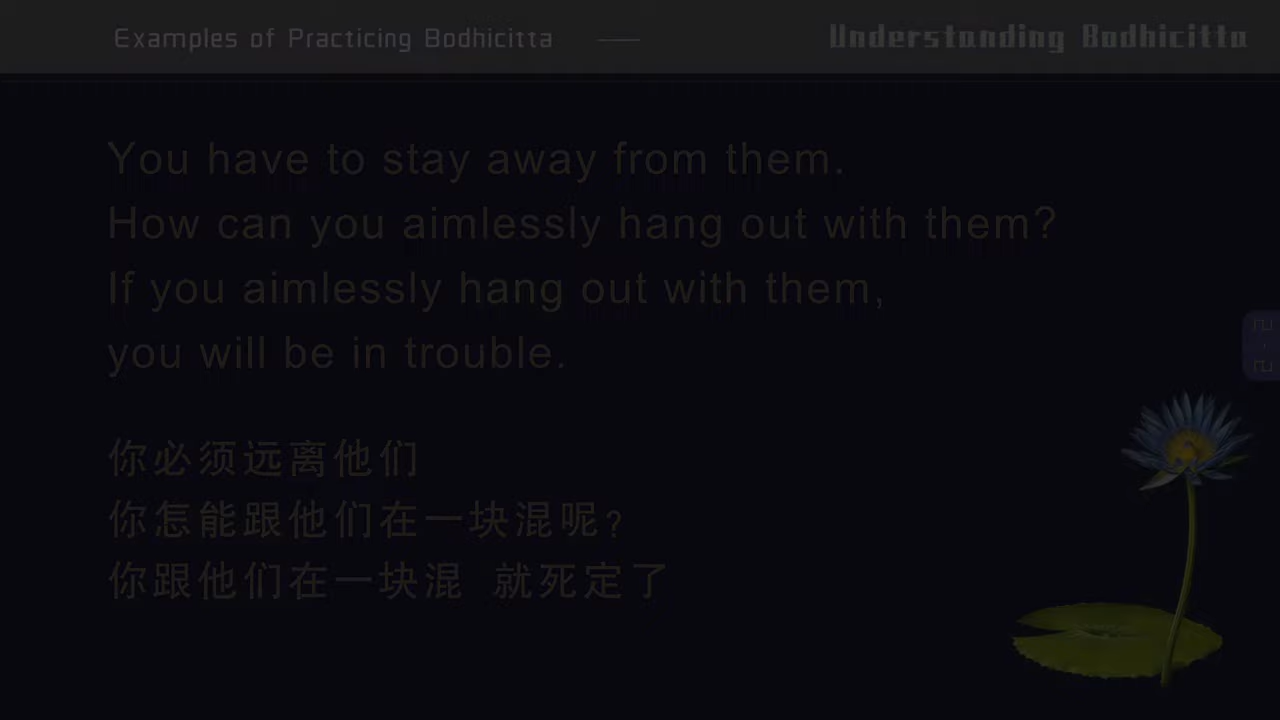 Examples of Practicing Bodhicitta
Understanding Bodhicitta
You have to stay away from them.
How can you aimlessly hang out with them?
If you aimlessly hang out with them,
you will be in trouble.
你必须远离他们
你怎能跟他们在一块混呢?
你跟他们在一块混 就死定了